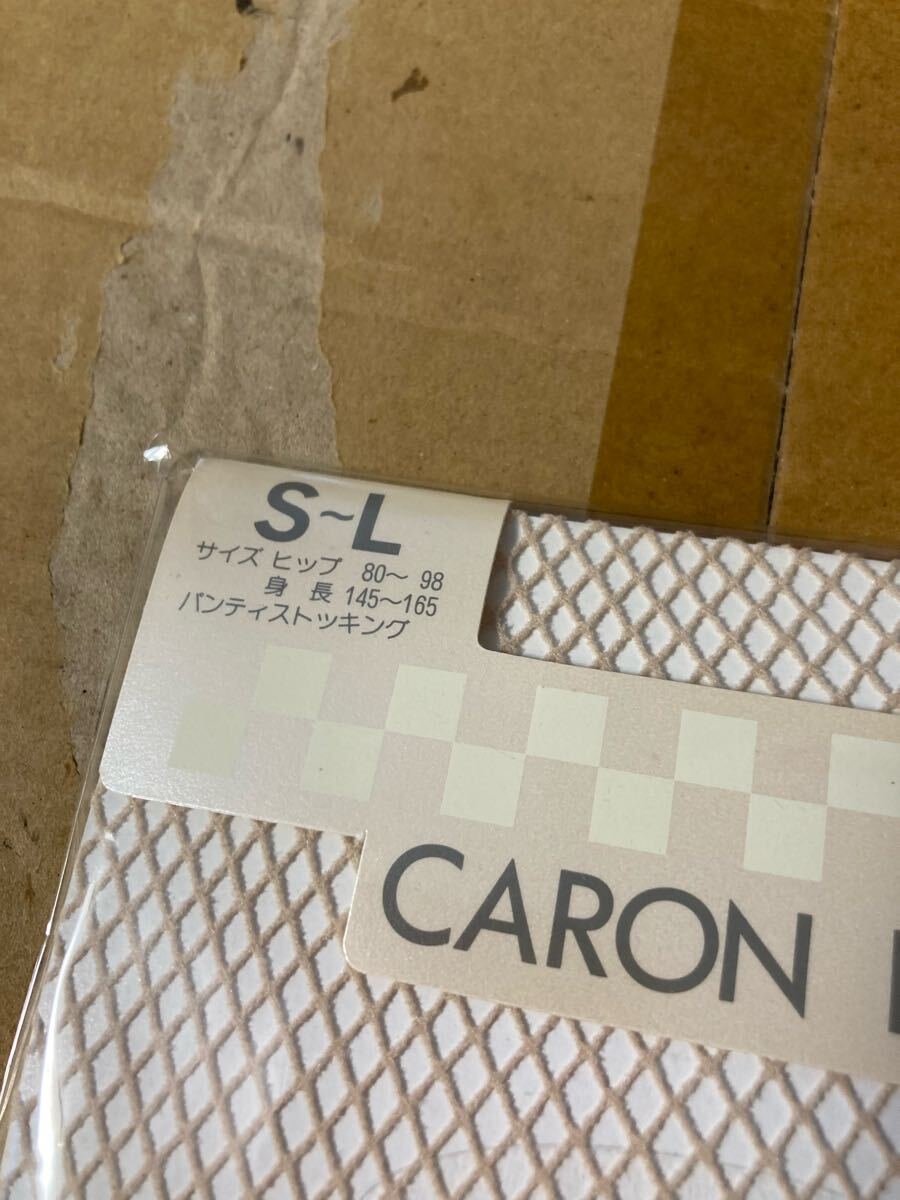 S~L
サイズ ヒップ 80～ 98
身 長 145～165
パンティストッキング
CARON